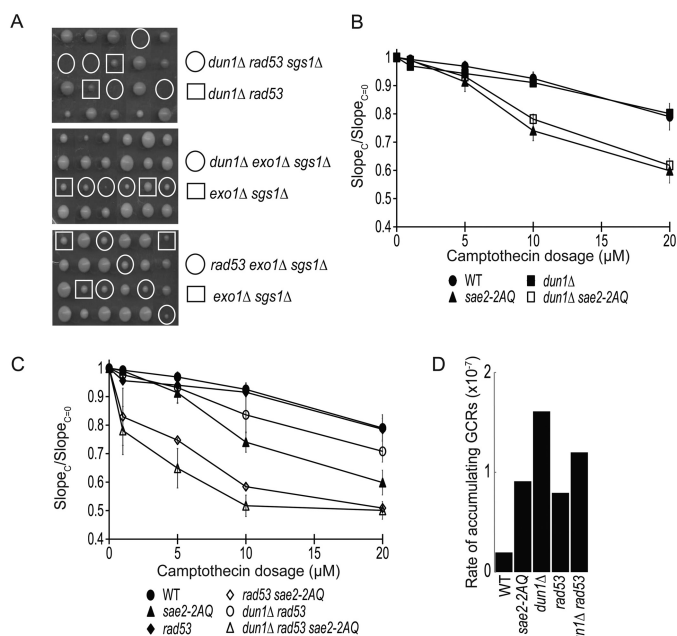 A
dun1Δ rad53 sgs1Δ
dun1Δ rad53
dun1Δ exo1Δ sgs1Δ
exo1Δ sgs1Δ
rad53 exo1Δ sgs1Δ
exo1Δ sgs1Δ
B
SlopeC/SlopeC=0
1
0.9
0.8
0.7
0.6
0.5
0.4
0 5 10 15 20
Camptothecin dosage (µM)
WT dun1Δ
sae2-2AQ dun1Δ sae2-2AQ
C
SlopeC/SlopeC=0
1
0.9
0.8
0.7
0.6
0.5
0.4
0 5 10 15 20
Camptothecin dosage (µM)
WT rad53 sae2-2AQ
sae2-2AQ dun1Δ rad53
rad53 dun1Δ rad53 sae2-2AQ
D
Rate of accumulating GCRs (x10-7)
2
1
0
WT
sae2-2AQ
dun1Δ
rad53
n1Δ rad53